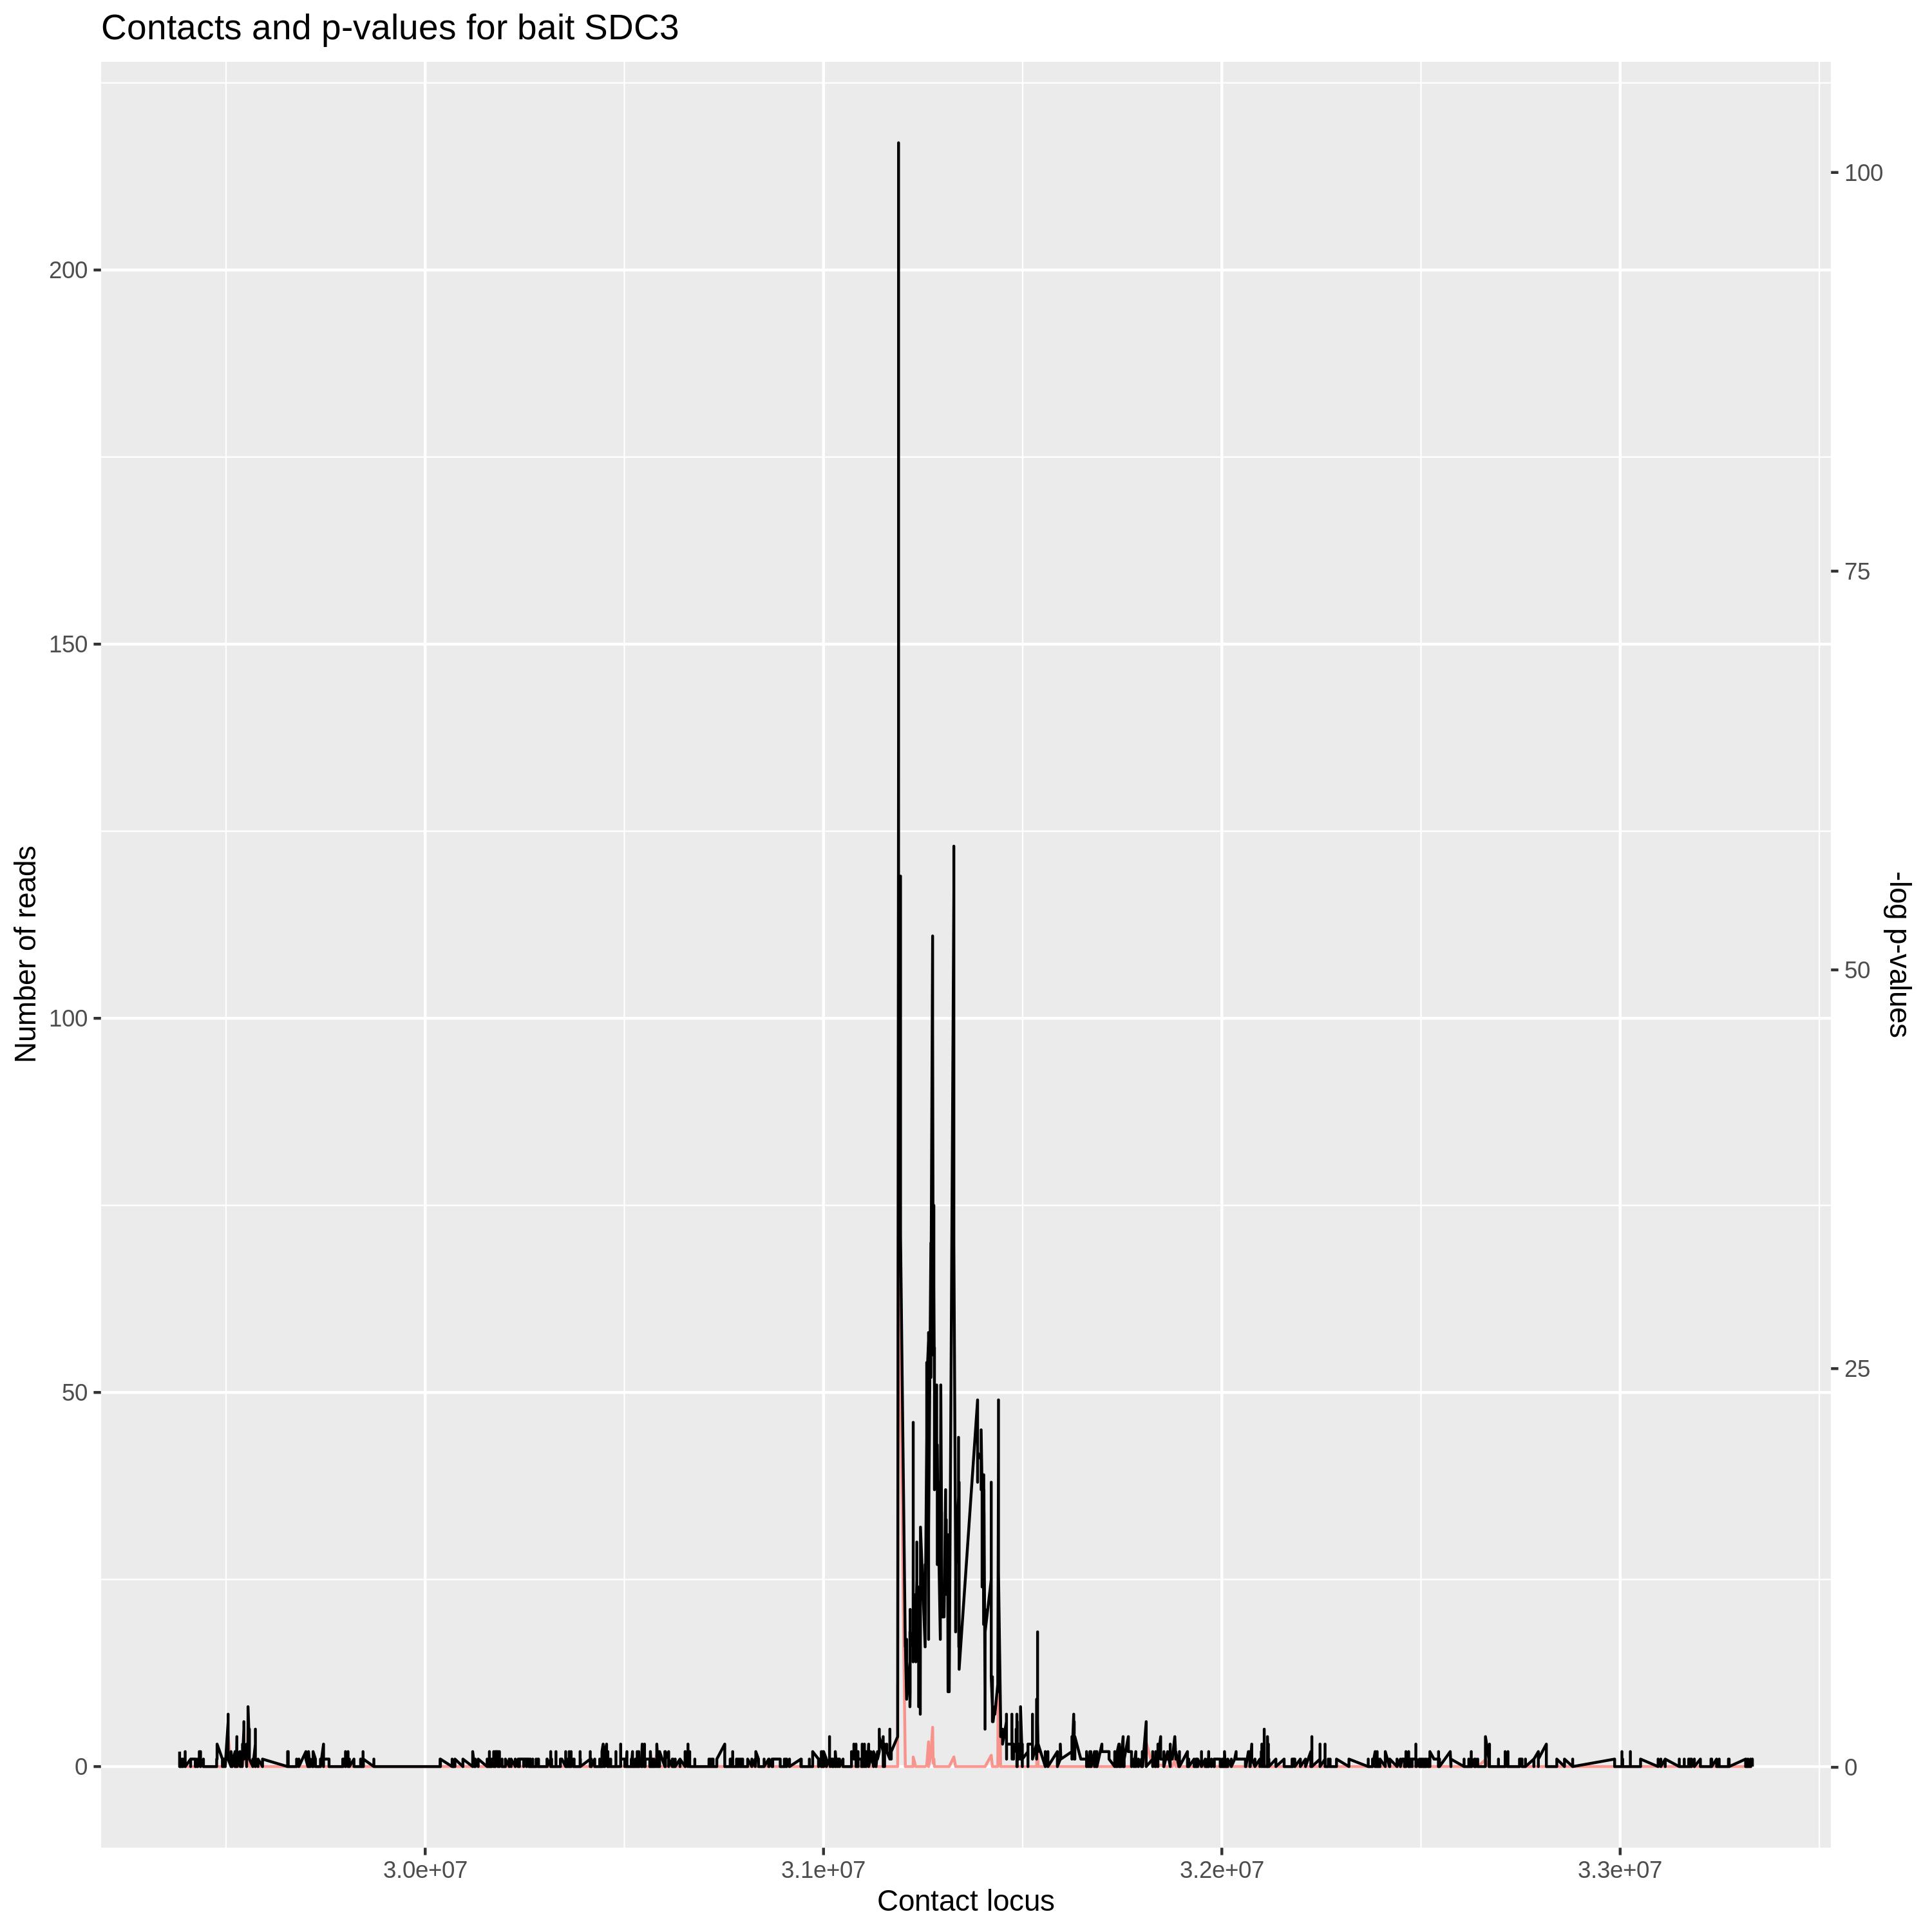 Contacts and p-values for bait SDC3
200
150
100
50
0
Number of reads
100
75
50
25
0
-log p-values
3.0e+07
3.1e+07
3.2e+07
3.3e+07
Contact locus